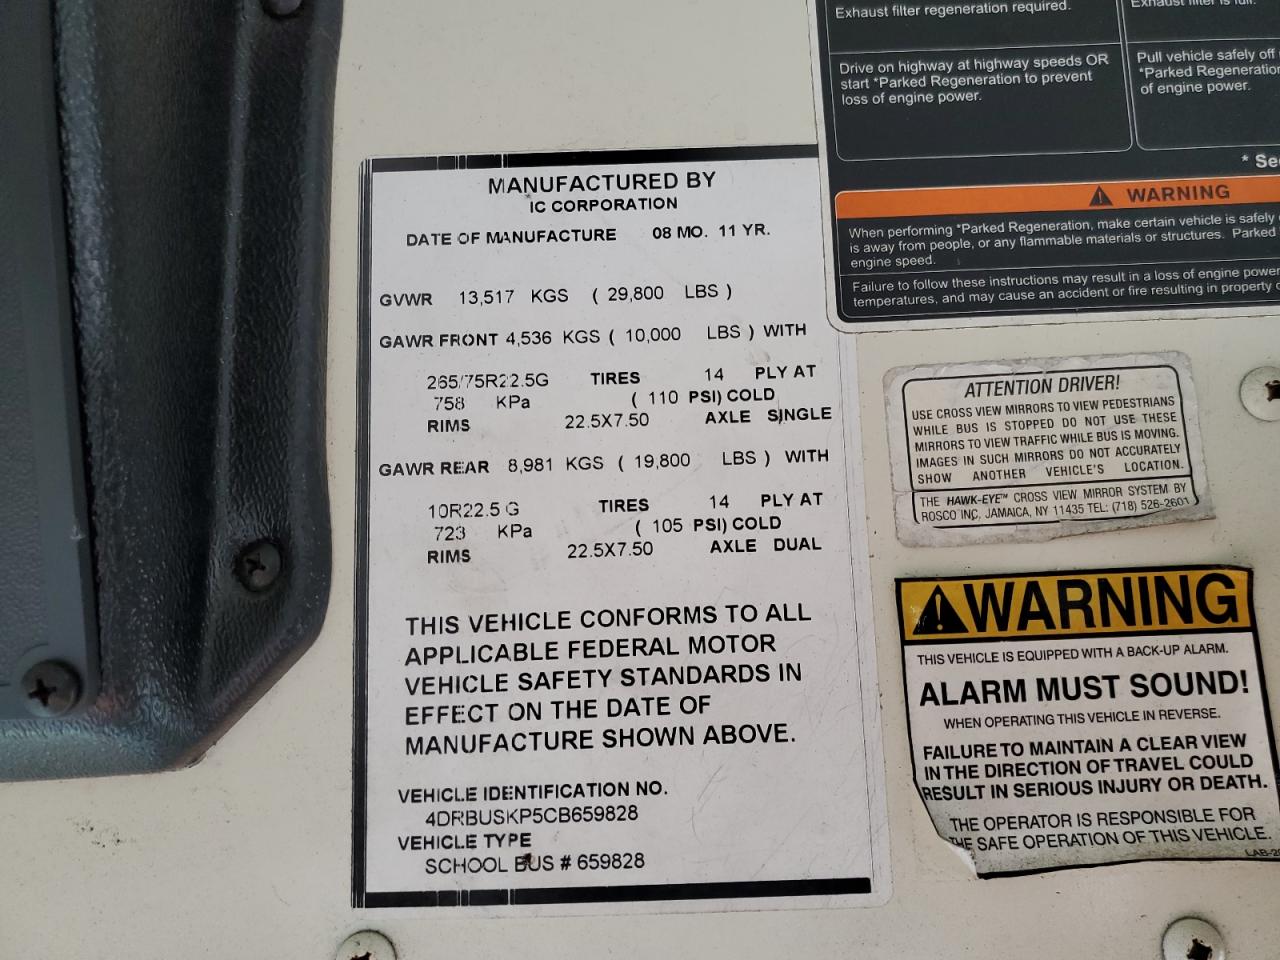 Exhaust filter regeneration required.
Exhaust filter is full.
Drive on highway at highway speeds OR
start *Parked Regeneration to prevent
loss of engine power.
Pull vehicle safely off
*Parked Regeneration
of engine power.
* See
WARNING
When performing *Parked Regeneration, make certain vehicle is safely
is away from people, or any flammable materials or structures. Parked
engine speed.
Failure to follow these instructions may result in a loss of engine power
temperatures, and may cause an accident or fire resulting in property
MANUFACTURED BY
IC CORPORATION
DATE OF MANUFACTURE 08 MO. 11 YR.
GVWR 13,517 KGS ( 29,800 LBS )
GAWR FRONT 4,536 KGS ( 10,000 LBS ) WITH
265/75R22.5G TIRES 14 PLY AT
758 KPa ( 110 PSI) COLD
RIMS 22.5X7.50 AXLE SINGLE
GAWR REAR 8,981 KGS ( 19,800 LBS ) WITH
10R22.5 G TIRES 14 PLY AT
723 KPa ( 105 PSI) COLD
RIMS 22.5X7.50 AXLE DUAL
THIS VEHICLE CONFORMS TO ALL
APPLICABLE FEDERAL MOTOR
VEHICLE SAFETY STANDARDS IN
EFFECT ON THE DATE OF
MANUFACTURE SHOWN ABOVE.
VEHICLE IDENTIFICATION NO.
4DRBUSKP5CB659828
VEHICLE TYPE
SCHOOL BUS # 659828
ATTENTION DRIVER!
USE CROSS VIEW MIRRORS TO VIEW PEDESTRIANS
WHILE BUS IS STOPPED DO NOT USE THESE
MIRRORS TO VIEW TRAFFIC WHILE BUS IS MOVING.
IMAGES IN SUCH MIRRORS DO NOT ACCURATELY
SHOW ANOTHER VEHICLE'S LOCATION.
THE HAWK-EYE™ CROSS VIEW MIRROR SYSTEM BY
ROSCO INC, JAMAICA, NY 11435 TEL: (718) 526-2601
WARNING
THIS VEHICLE IS EQUIPPED WITH A BACK-UP ALARM.
ALARM MUST SOUND!
WHEN OPERATING THIS VEHICLE IN REVERSE.
FAILURE TO MAINTAIN A CLEAR VIEW
IN THE DIRECTION OF TRAVEL COULD
RESULT IN SERIOUS INJURY OR DEATH.
THE OPERATOR IS RESPONSIBLE FOR
THE SAFE OPERATION OF THIS VEHICLE.